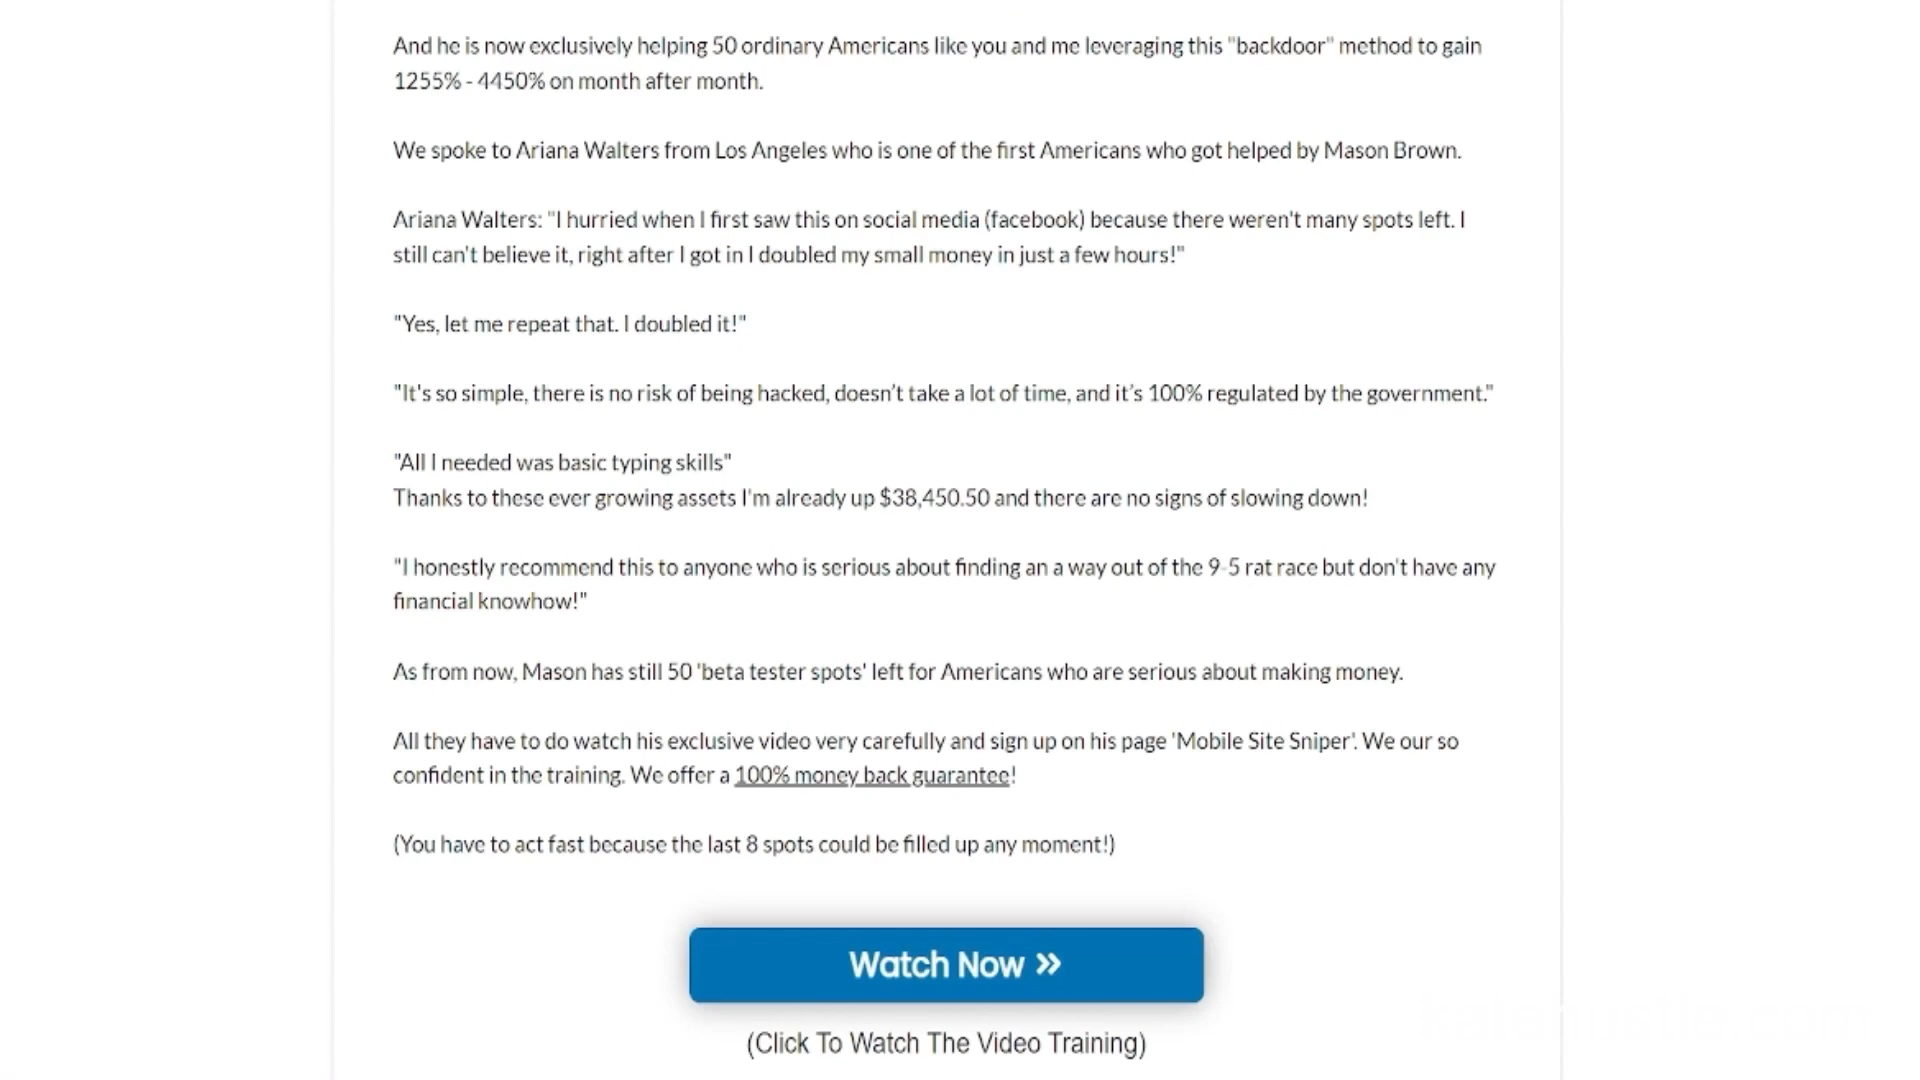 And he is now exclusively helping 50 ordinary Americans like you and me leveraging this "backdoor" method to gain
1255% - 4450% on month after month.
We spoke to Ariana Walters from Los Angeles who is one of the first Americans who got helped by Mason Brown.
Ariana Walters: "I hurried when I first saw this on social media (facebook) because there weren't many spots left. I
still can't believe it, right after I got in I doubled my small money in just a few hours!"
"Yes, let me repeat that. I doubled it!"
"It's so simple, there is no risk of being hacked, doesn’t take a lot of time, and it’s 100% regulated by the government."
"All I needed was basic typing skills"
Thanks to these ever growing assets I'm already up $38,450.50 and there are no signs of slowing down!
"I honestly recommend this to anyone who is serious about finding an a way out of the 9-5 rat race but don't have any
financial knowhow!"
As from now, Mason has still 50 'beta tester spots' left for Americans who are serious about making money.
All they have to do watch his exclusive video very carefully and sign up on his page 'Mobile Site Sniper'. We our so
confident in the training. We offer a 100% money back guarantee!
(You have to act fast because the last 8 spots could be filled up any moment!)
Watch Now »
(Click To Watch The Video Training)